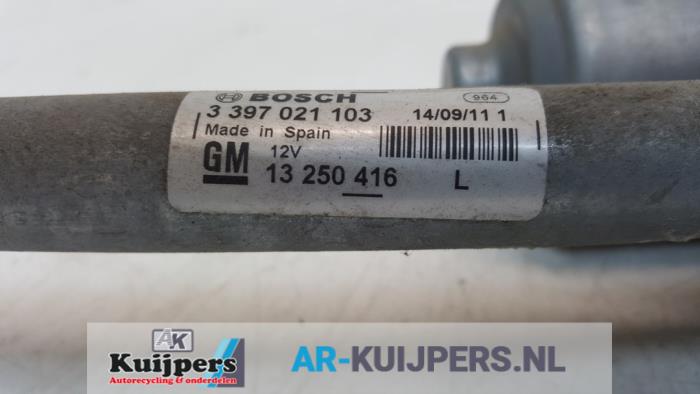 BOSCH 964
3 397 021 103 14/09/11 1
Made in Spain
GM 12V
13 250 416 L
AK
Kuijpers
Autorecycling & onderdelen
AR-KUIJPERS.NL